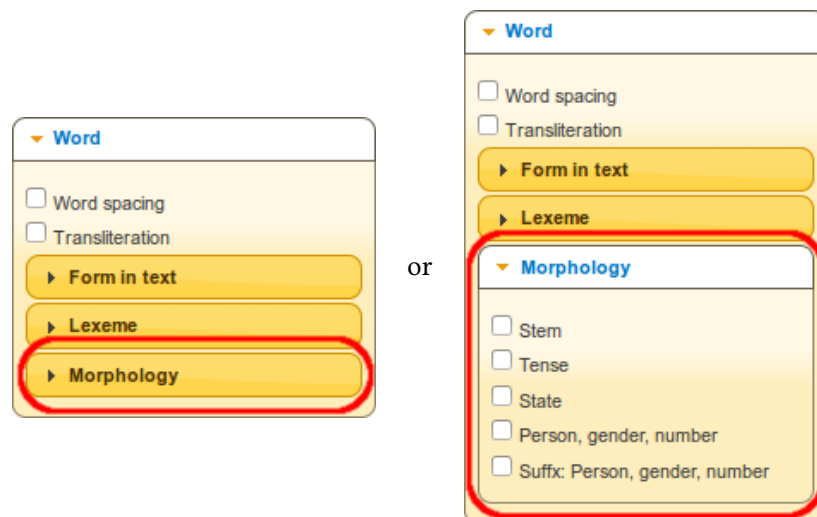 Word
Word spacing
Transliteration
Form in text
Lexeme
Morphology
or
Word
Word spacing
Transliteration
Form in text
Lexeme
Morphology
Stem
Tense
State
Person, gender, number
Suffx: Person, gender, number